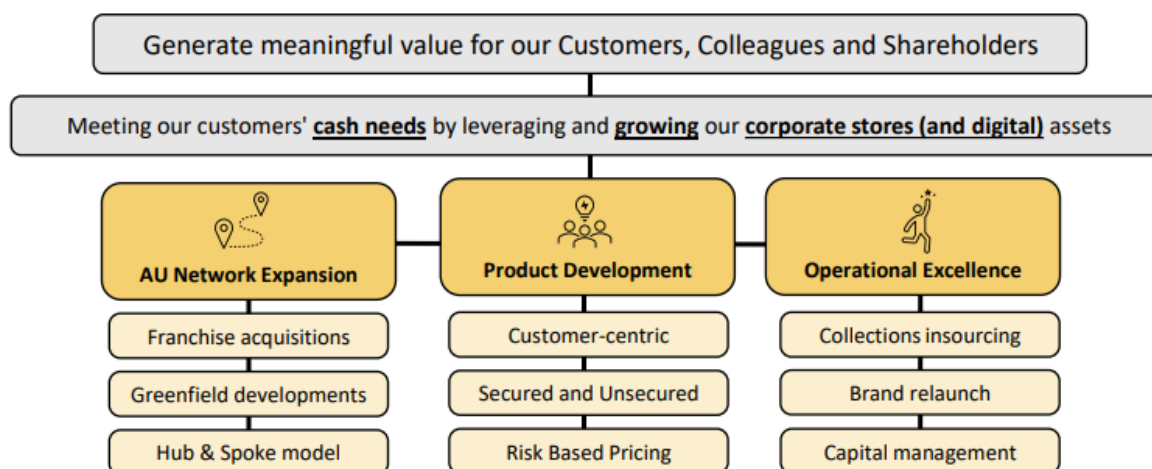 Generate meaningful value for our Customers, Colleagues and Shareholders
Meeting our customers' cash needs by leveraging and growing our corporate stores (and digital) assets
AU Network Expansion
Franchise acquisitions
Greenfield developments
Hub & Spoke model
Product Development
Customer-centric
Secured and Unsecured
Risk Based Pricing
Operational Excellence
Collections insourcing
Brand relaunch
Capital management